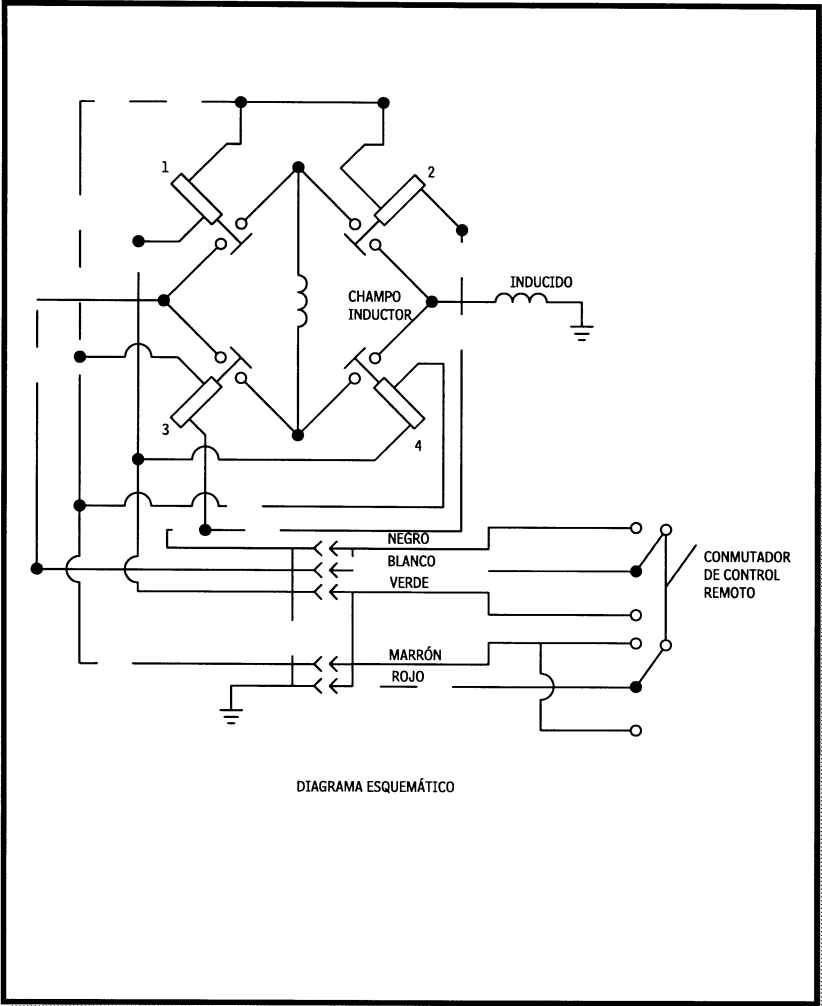 1
2
INDUCIDO
CHAMPO
INDUCTOR
3
4
NEGRO
BLANCO
VERDE
CONMUTADOR
DE CONTROL
REMOTO
MARRÓN
ROJO
DIAGRAMA ESQUEMÁTICO